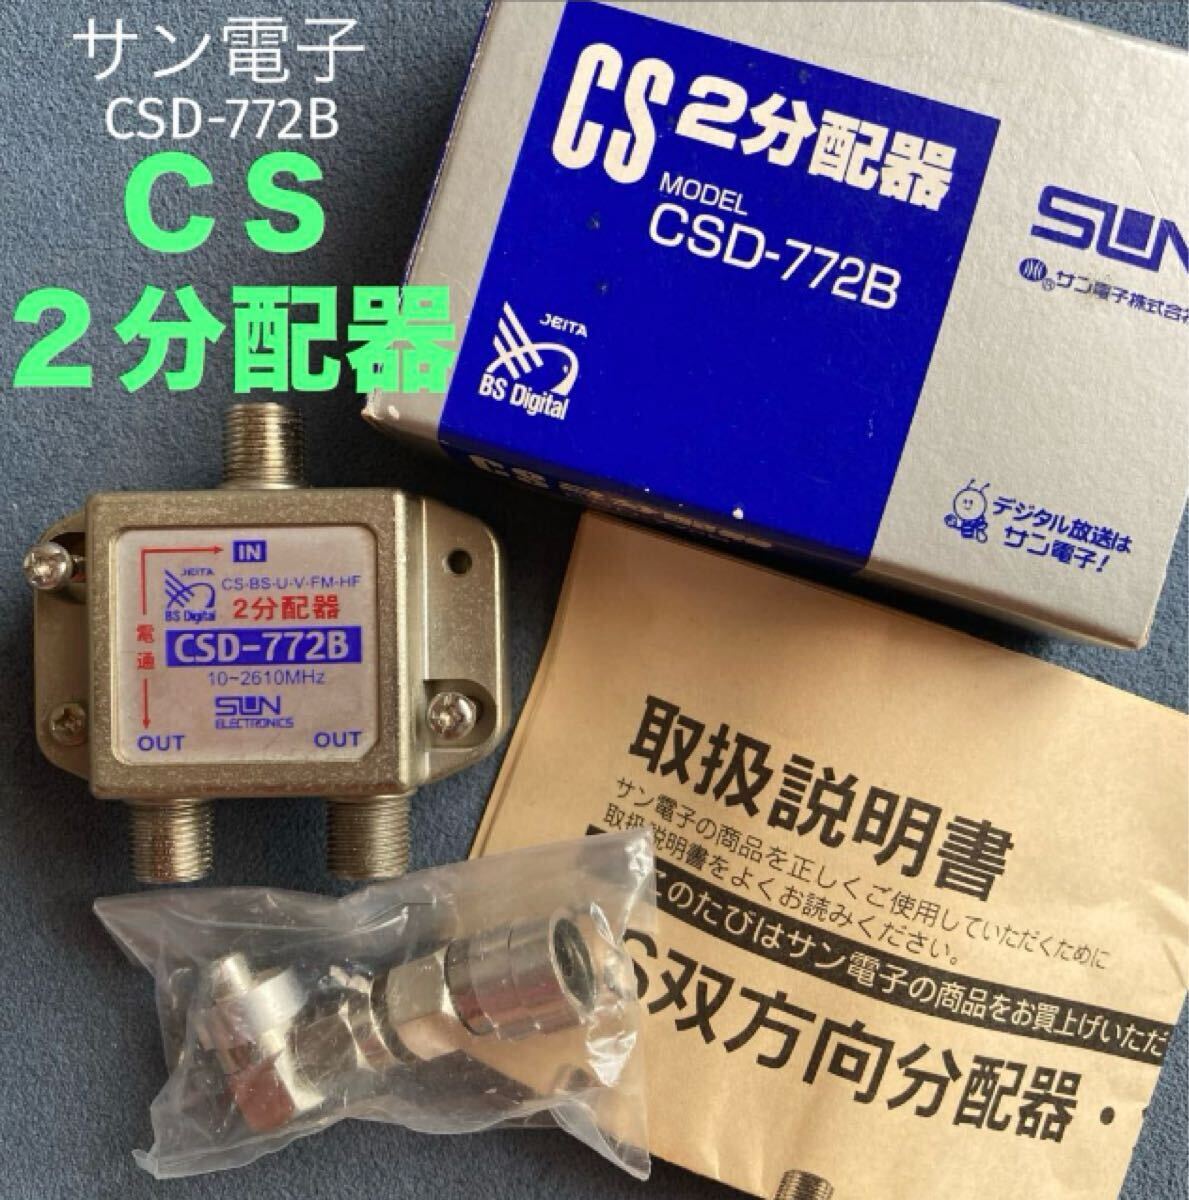 サン電子
CSD-772B
CS
2分配器
CS 2分配器
MODEL
CSD-772B
JEITA
BS Digital
SUN
サン電子株式会社
デジタル放送は
サン電子!
CS 2分配器
IN
JEITA
BS Digital
CS-BS-U-V-FM-HF
2分配器
電通
CSD-772B
10~2610MHz
SUN
ELECTRONICS
OUT
OUT
取扱説明書
サン電子の商品を正しくご使用していただくために
取扱説明書をよくお読みください。
このたびはサン電子の商品をお買上げいただ
S双方向分配器・